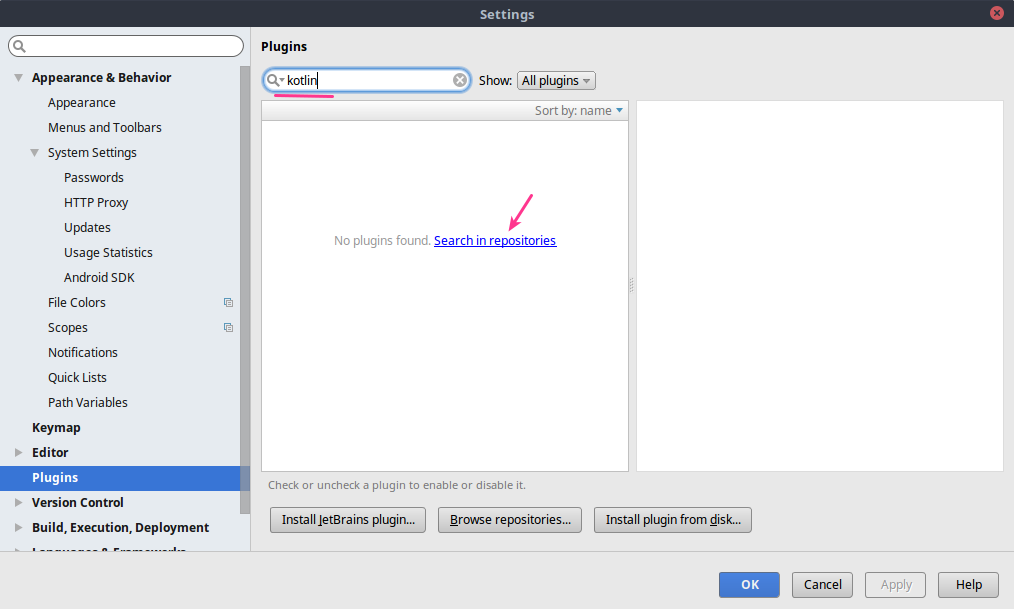 Settings
Appearance & Behavior
Appearance
Menus and Toolbars
System Settings
Passwords
HTTP Proxy
Updates
Usage Statistics
Android SDK
File Colors
Scopes
Notifications
Quick Lists
Path Variables
Keymap
Editor
Plugins
Version Control
Build, Execution, Deployment
Languages & Frameworks
Plugins
kotlin Show: All plugins
Sort by: name
No plugins found. Search in repositories
Check or uncheck a plugin to enable or disable it.
Install JetBrains plugin... Browse repositories... Install plugin from disk...
OK Cancel Apply Help